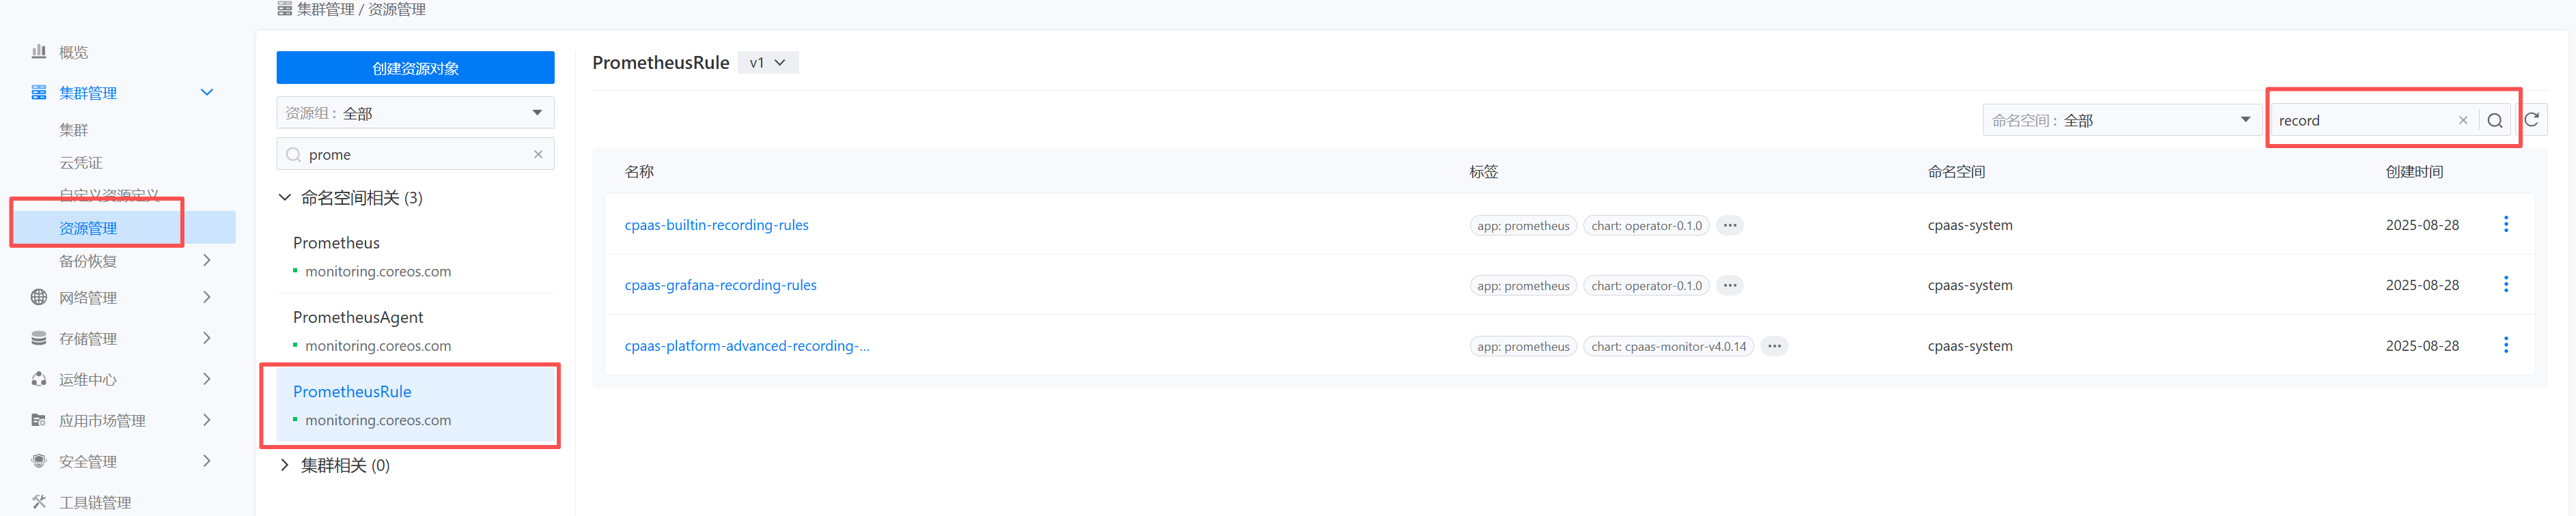 集群管理 / 资源管理
概览
集群管理
集群
云凭证
自定义资源定义
资源管理
备份恢复
网络管理
存储管理
运维中心
应用市场管理
安全管理
工具链管理
创建资源对象
资源组 : 全部
prome
命名空间相关 (3)
Prometheus
monitoring.coreos.com
PrometheusAgent
monitoring.coreos.com
PrometheusRule
monitoring.coreos.com
集群相关 (0)
PrometheusRule v1
命名空间 : 全部 record
名称 标签 命名空间 创建时间
cpaas-builtin-recording-rules app: prometheus chart: operator-0.1.0 ••• cpaas-system 2025-08-28
cpaas-grafana-recording-rules app: prometheus chart: operator-0.1.0 ••• cpaas-system 2025-08-28
cpaas-platform-advanced-recording-... app: prometheus chart: cpaas-monitor-v4.0.14 ••• cpaas-system 2025-08-28